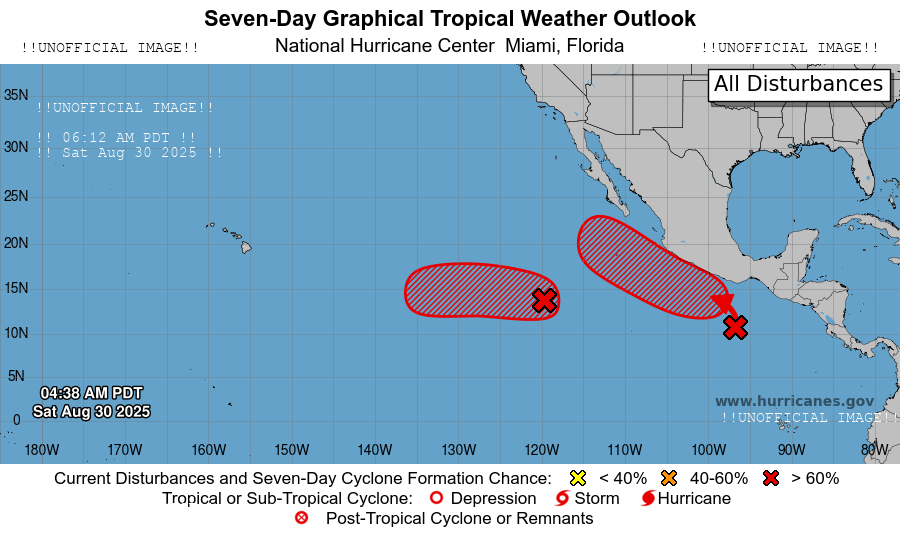 Seven-Day Graphical Tropical Weather Outlook
!!UNOFFICIAL IMAGE!! National Hurricane Center  Miami, Florida !!UNOFFICIAL IMAGE!!
All Disturbances
35N
!!UNOFFICIAL IMAGE!!
!! 06:12 AM PDT !!
30N
!! Sat Aug 30 2025 !!
25N
20N
15N
10N
5N
04:38 AM PDT
Sat Aug 30 2025
www.hurricanes.gov
!!UNOFFICIAL IMAGE!!
0
180W 170W 160W 150W 140W 130W 120W 110W 100W 90W 80W
Current Disturbances and Seven-Day Cyclone Formation Chance: < 40% 40-60% > 60%
Tropical or Sub-Tropical Cyclone: Depression Storm Hurricane
Post-Tropical Cyclone or Remnants